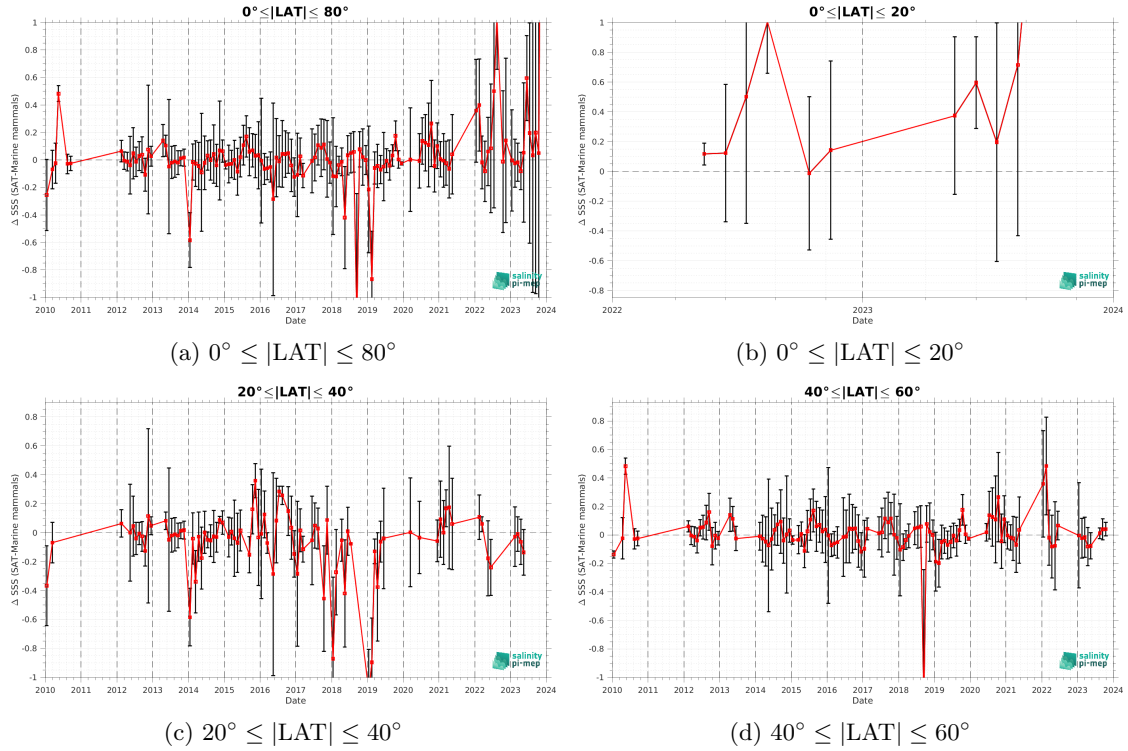 0°≤|LAT|≤ 80°
Δ SSS (SAT-Marine mammals)
1
0.8
0.6
0.4
0.2
0
-0.2
-0.4
-0.6
-0.8
-1
2010 2011 2012 2013 2014 2015 2016 2017 2018 2019 2020 2021 2022 2023 2024
Date
salinity
pi-mep
(a) 0° ≤ |LAT| ≤ 80°
0°≤|LAT|≤ 20°
Δ SSS (SAT-Marine mammals)
1
0.8
0.6
0.4
0.2
0
-0.2
-0.4
-0.6
-0.8
2022 2023 2024
Date
salinity
pi-mep
(b) 0° ≤ |LAT| ≤ 20°
20°≤|LAT|≤ 40°
Δ SSS (SAT-Marine mammals)
0.8
0.6
0.4
0.2
0
-0.2
-0.4
-0.6
-0.8
-1
2010 2011 2012 2013 2014 2015 2016 2017 2018 2019 2020 2021 2022 2023 2024
Date
salinity
pi-mep
(c) 20° ≤ |LAT| ≤ 40°
40°≤|LAT|≤ 60°
Δ SSS (SAT-Marine mammals)
0.8
0.6
0.4
0.2
0
-0.2
-0.4
-0.6
-0.8
-1
2010 2011 2012 2013 2014 2015 2016 2017 2018 2019 2020 2021 2022 2023 2024
Date
salinity
pi-mep
(d) 40° ≤ |LAT| ≤ 60°